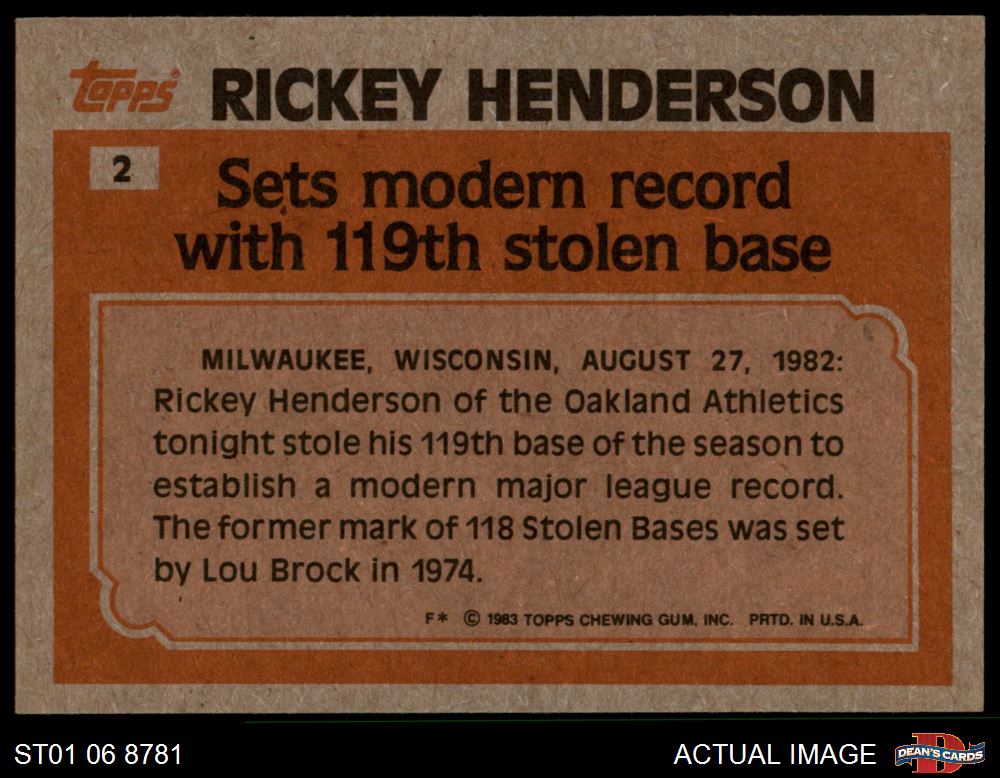 topps
RICKEY HENDERSON
2
Sets modern record
with 119th stolen base
MILWAUKEE, WISCONSIN, AUGUST 27, 1982:
Rickey Henderson of the Oakland Athletics
tonight stole his 119th base of the season to
establish a modern major league record.
The former mark of 118 Stolen Bases was set
by Lou Brock in 1974.
F* © 1983 TOPPS CHEWING GUM, INC. PRTD. IN U.S.A.
ST01 06 8781
ACTUAL IMAGE
D
DEAN'S CARDS